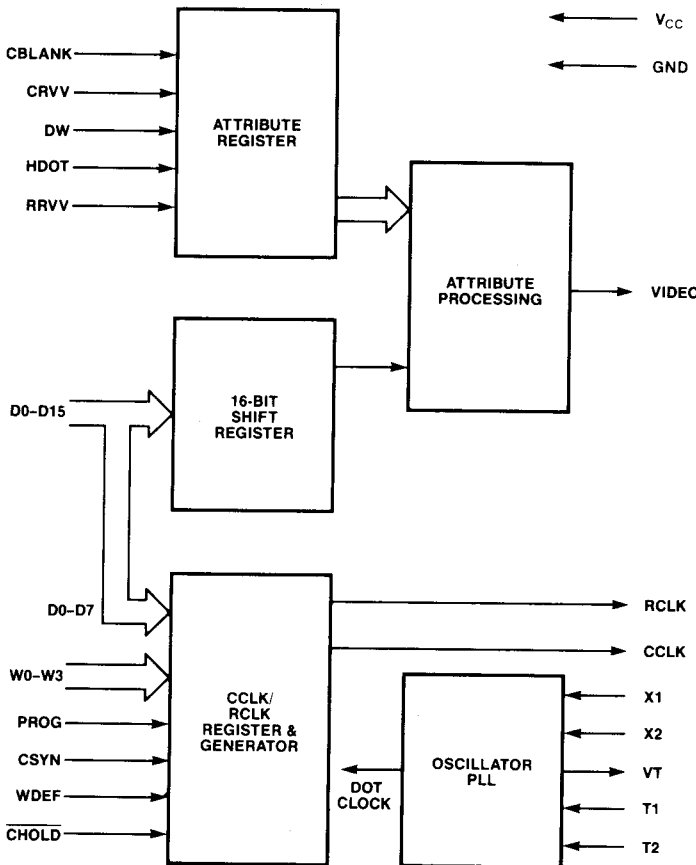 V_CC
CBLANK
GND
CRVV
ATTRIBUTE
REGISTER
DW
HDOT
RRVV
ATTRIBUTE
PROCESSING
VIDEO
16-BIT
SHIFT
REGISTER
D0–D15
D0–D7
RCLK
W0–W3
CCLK
CCLK/
RCLK
REGISTER &
GENERATOR
X1
PROG
X2
CSYN
OSCILLATOR
PLL
VT
DOT
CLOCK
WDEF
T1
CHOLD
T2